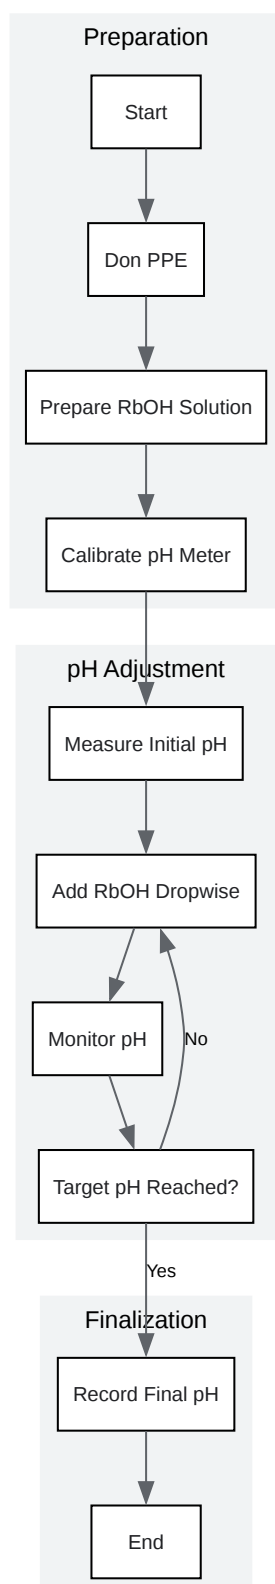 Preparation
Start
Don PPE
Prepare RbOH Solution
Calibrate pH Meter
pH Adjustment
Measure Initial pH
Add RbOH Dropwise
Monitor pH
No
Target pH Reached?
Yes
Finalization
Record Final pH
End